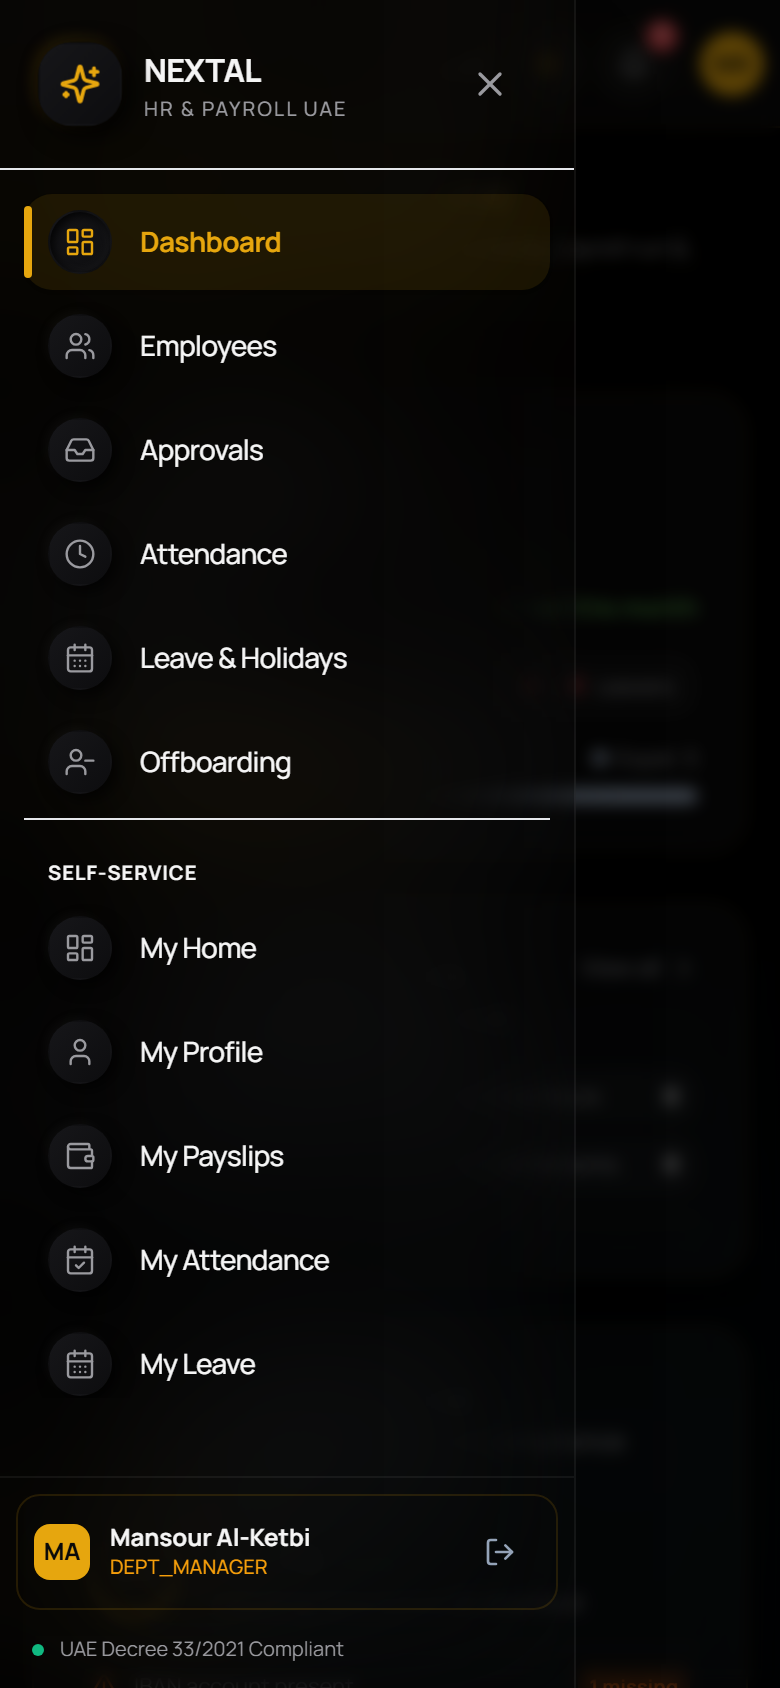 NEXTAL
HR & PAYROLL UAE
Dashboard
Employees
Approvals
Attendance
Leave & Holidays
Offboarding
SELF-SERVICE
My Home
My Profile
My Payslips
My Attendance
My Leave
MA
Mansour Al-Ketbi
DEPT_MANAGER
UAE Decree 33/2021 Compliant